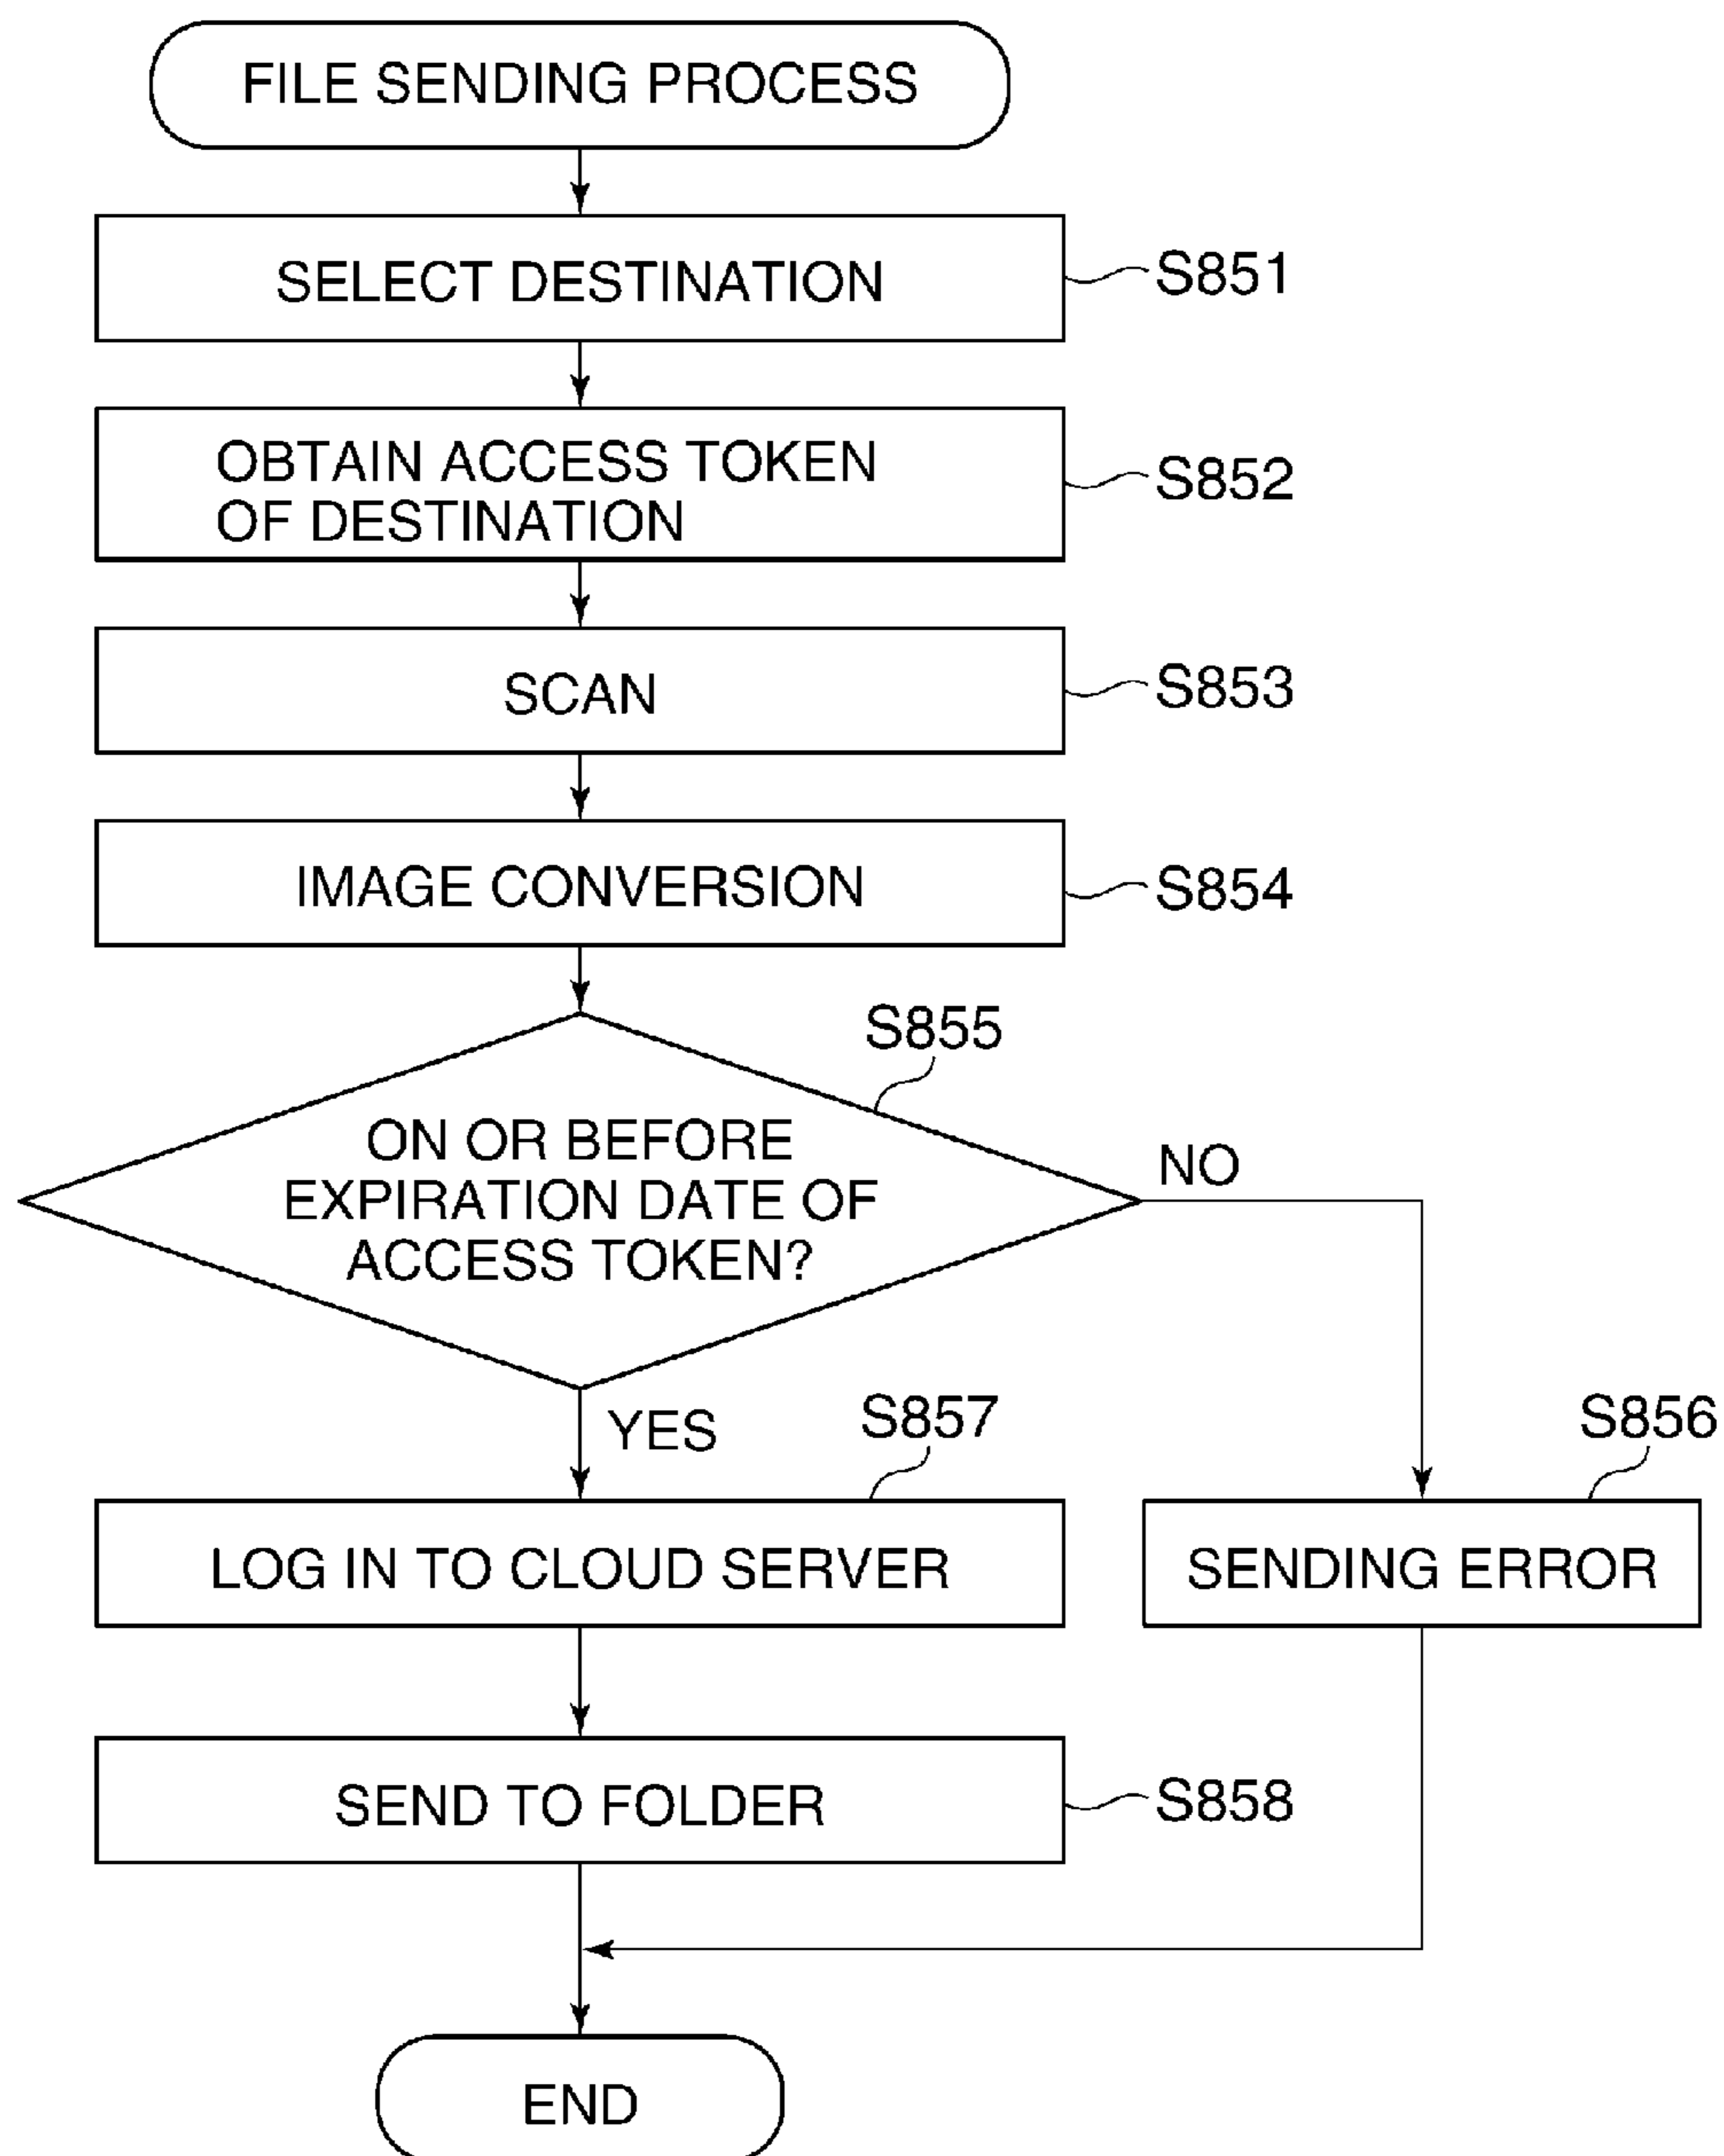 FILE SENDING PROCESS
SELECT DESTINATION
S851
OBTAIN ACCESS TOKEN
OF DESTINATION
S852
SCAN
S853
IMAGE CONVERSION
S854
S855
ON OR BEFORE
EXPIRATION DATE OF
ACCESS TOKEN?
NO
YES
S857
S856
LOG IN TO CLOUD SERVER
SENDING ERROR
SEND TO FOLDER
S858
END